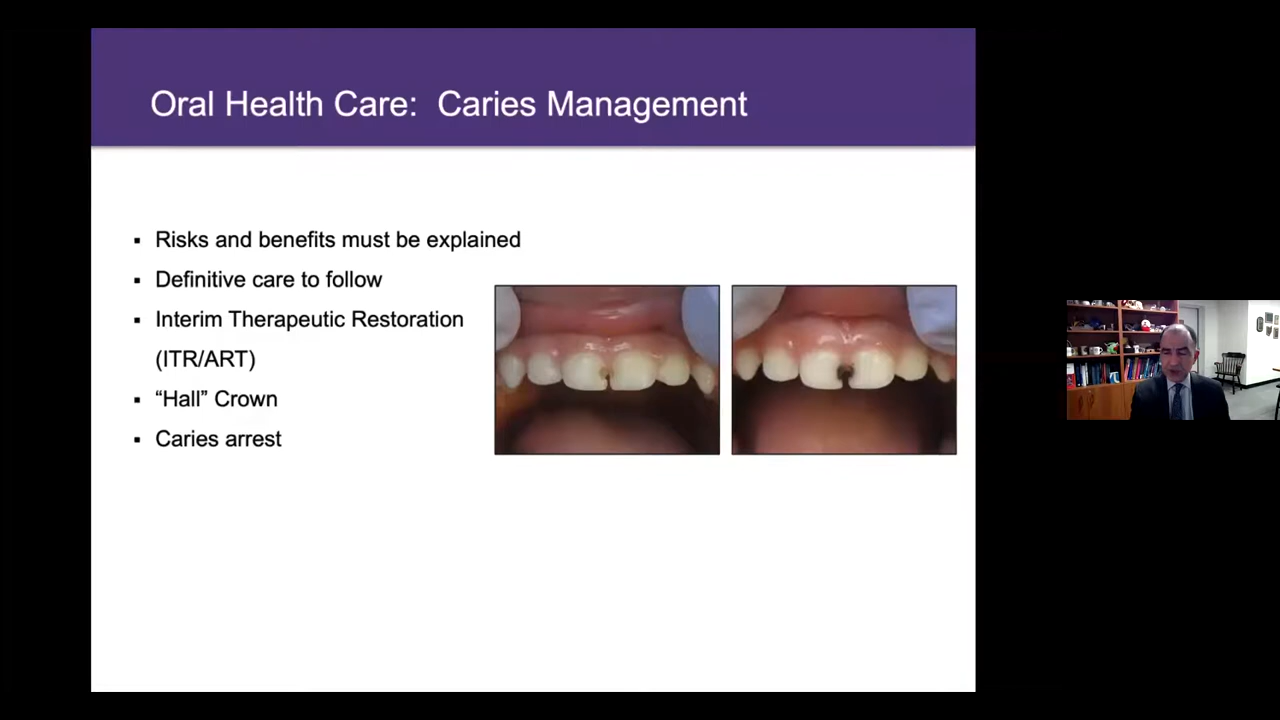 Oral Health Care:  Caries Management
▪ Risks and benefits must be explained
▪ Definitive care to follow
▪ Interim Therapeutic Restoration
(ITR/ART)
▪ “Hall” Crown
▪ Caries arrest